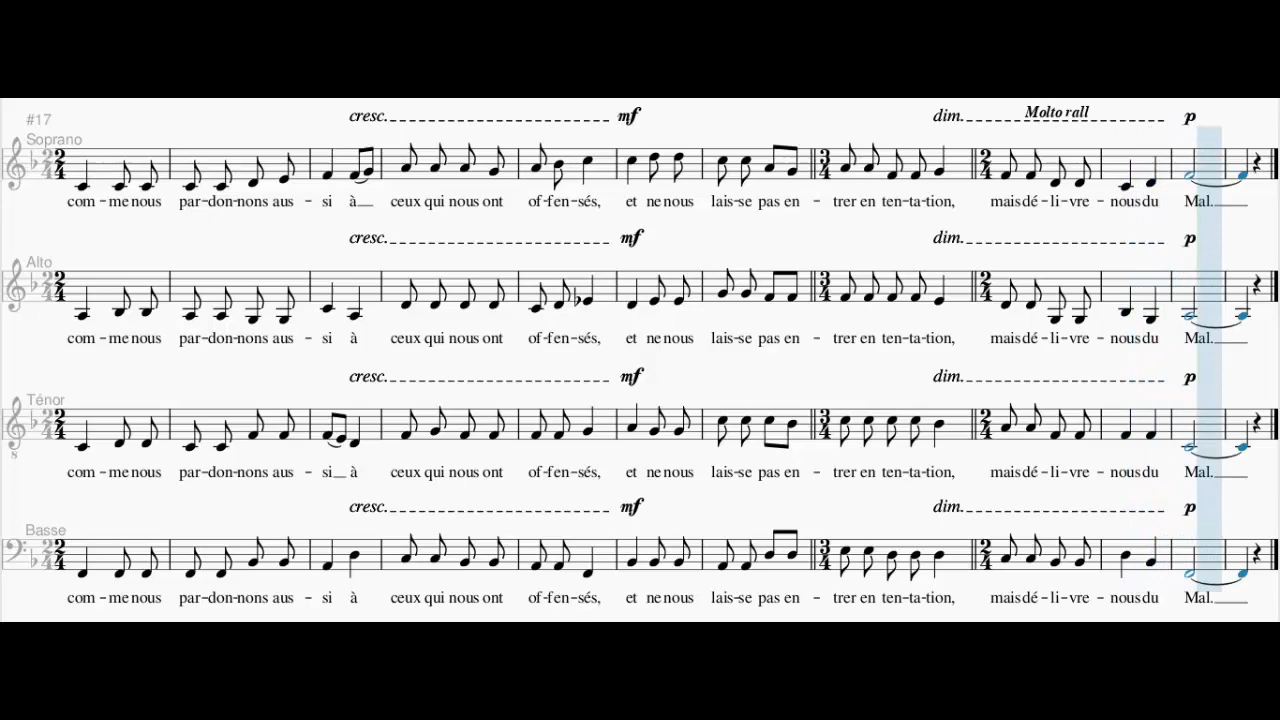 cresc. mf dim. Molto rall p
#17
Soprano
com – me nous par – don – nons aus – si à ceux qui nous ont of – fen – sés, et ne nous lais – se pas en – trer en ten – ta – tion, mais dé – li – vre – nous du Mal.
cresc. mf dim. p
Alto
com – me nous par – don – nons aus – si à ceux qui nous ont of – fen – sés, et ne nous lais – se pas en – trer en ten – ta – tion, mais dé – li – vre – nous du Mal.
cresc. mf dim. p
Ténor
com – me nous par – don – nons aus – si à ceux qui nous ont of – fen – sés, et ne nous lais – se pas en – trer en ten – ta – tion, mais dé – li – vre – nous du Mal.
cresc. mf dim. p
Basse
com – me nous par – don – nons aus – si à ceux qui nous ont of – fen – sés, et ne nous lais – se pas en – trer en ten – ta – tion, mais dé – li – vre – nous du Mal.